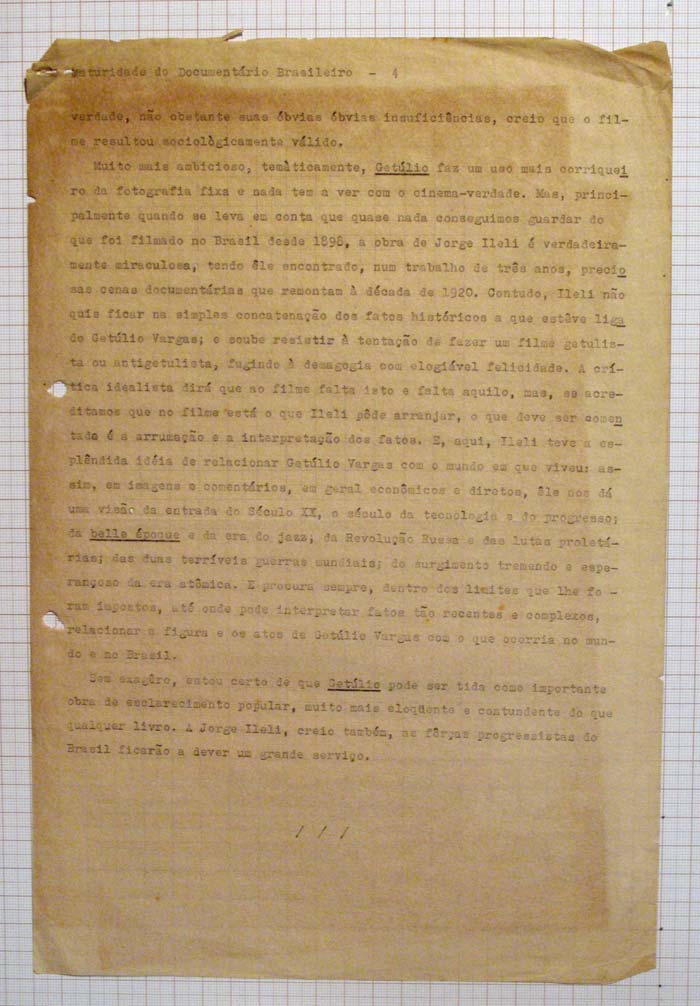 Maturidade do Documentário Brasileiro - 4
verdade, não obstante suas óbvias óbvias insuficiências, creio que o fil-
me resultou sociològicamente válido.
Muito mais ambicioso, temàticamente, Getúlio faz um uso mais corriquei
ro da fotografia fixa e nada tem a ver com o cinema-verdade. Mas, princi-
palmente quando se leva em conta que quase nada conseguimos guardar do
que foi filmado no Brasil desde 1898, a obra de Jorge Ileli é verdadeira-
mente miraculosa, tendo êle encontrado, num trabalho de três anos, precio
sas cenas documentárias que remontam à década de 1920. Contudo, Ileli não
quis ficar na simples concatenação dos fatos históricos a que estêve liga
do Getúlio Vargas; e soube resistir à tentação de fazer um filme getulis-
ta ou antigetulista, fugindo à demagogia com elogiável felicidade. A crí-
tica idealista dirá que ao filme falta isto e falta aquilo, mas, se acre-
ditamos que no filme está o que Ileli pôde arranjar, o que deve ser comen
tado é a arrumação e a interpretação dos fatos. E, aqui, Ileli teve a es-
plêndida idéia de relacionar Getúlio Vargas com o mundo em que viveu: as-
sim, em imagens e comentários, em geral econômicos e diretos, êle nos dá
uma visão da entrada do Século XX, o século da tecnologia e do progresso;
da belle époque e da era do jazz; da Revolução Russa e das lutas proletá-
rias; das duas terríveis guerras mundiais; do surgimento tremendo e espe-
rançoso da era atômica. E procura sempre, dentro dos limites que lhe fo -
ram impostos, até onde pode interpretar fatos tão recentes e complexos,
relacionar a figura e os atos de Getúlio Vargas com o que ocorria no mun-
do e no Brasil.
Sem exagêro, estou certo de que Getúlio pode ser tida como importante
obra de esclarecimento popular, muito mais eloqüente e contundente do que
qualquer livro. A Jorge Ileli, creio também, as fôrças progressistas do
Brasil ficarão a dever um grande serviço.
/ / /